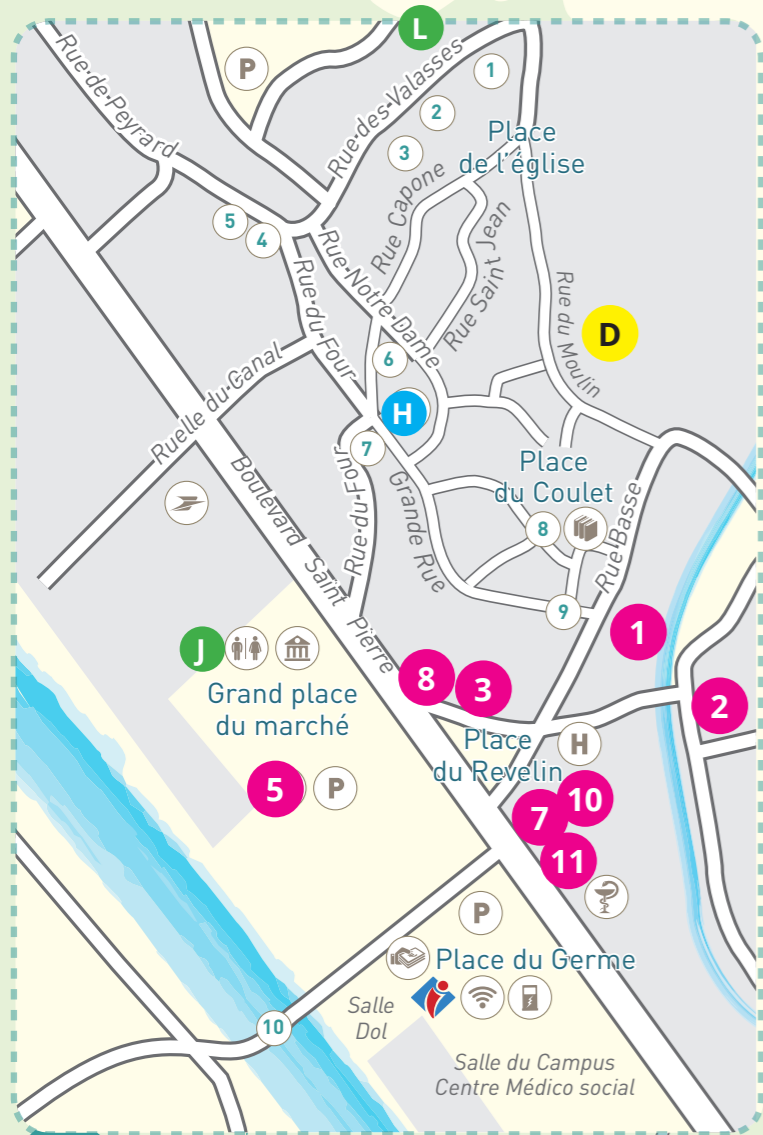 L
Rue de Peyrard
P
Rue des Valasses
1
2
3
Place
de l'église
Rue Capone
5
4
Rue Saint Jean
Rue Notre-Dame
Rue du Four
Rue du Moulin
D
6
H
Ruelle du Canal
7
Rue du Four
Grande Rue
Place
du Coulet
8
Boulevard Saint Pierre
Rue Basse
9
1
J
8
3
2
Grand place
du marché
Place
du Revelin
H
5
P
10
7
11
P
Place du Germe
Salle
Dol
10
Salle du Campus
Centre Médico social